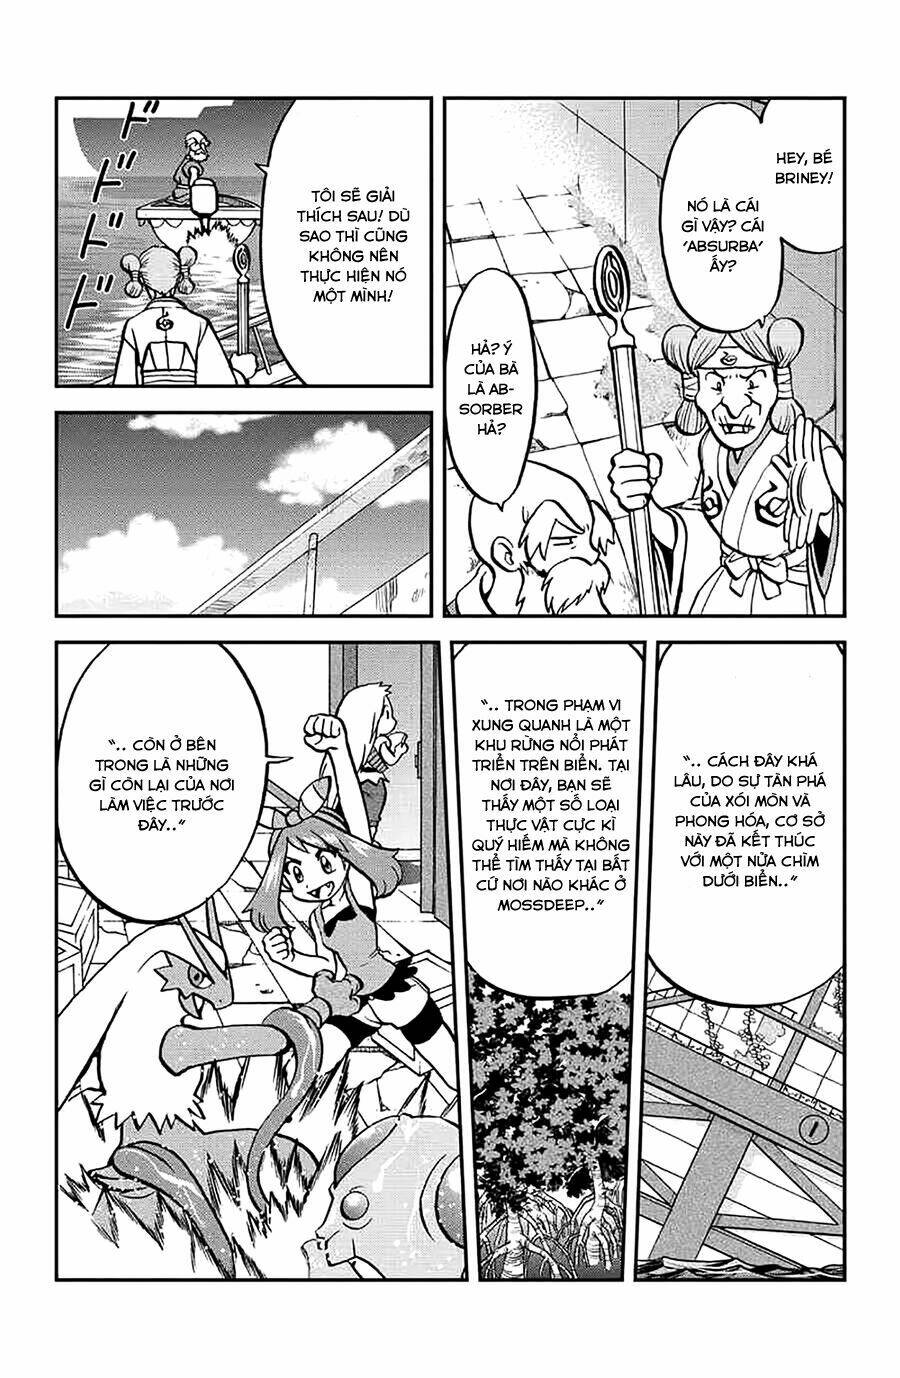 HEY, BÉ
BRINEY!
NÓ LÀ CÁI
GÌ VẬY? CÁI
'ABSURBA'
ẤY?
HẢ? Ý
CỦA BÀ
LÀ AB-
SORBER
HẢ?
TÔI SẼ GIẢI
THÍCH SAU! DÙ
SAO THÌ CŨNG
KHÔNG NÊN
THỰC HIỆN NÓ
MỘT MÌNH!
ドドドド
".. CÁCH ĐÂY KHÁ
LÂU, DO SỰ TÀN PHÁ
CỦA XÓI MÒN VÀ
PHONG HÓA, CƠ SỞ
NÀY ĐÃ KẾT THÚC
VỚI MỘT NỬA CHÌM
DƯỚI BIỂN.."
".. TRONG PHẠM VI
XUNG QUANH LÀ MỘT
KHU RỪNG NỔI PHÁT
TRIỂN TRÊN BIỂN. TẠI
NƠI ĐÂY, BẠN SẼ
THẤY MỘT SỐ LOẠI
THỰC VẬT CỰC KÌ
QUÝ HIẾM MÀ KHÔNG
THỂ TÌM THẤY TẠI BẤT
CỨ NƠI NÀO KHÁC Ở
MOSSDEEP.."
".. CÒN Ở BÊN
TRONG LÀ NHỮNG
GÌ CÒN LẠI CỦA NƠI
LÀM VIỆC TRƯỚC
ĐÂY.."